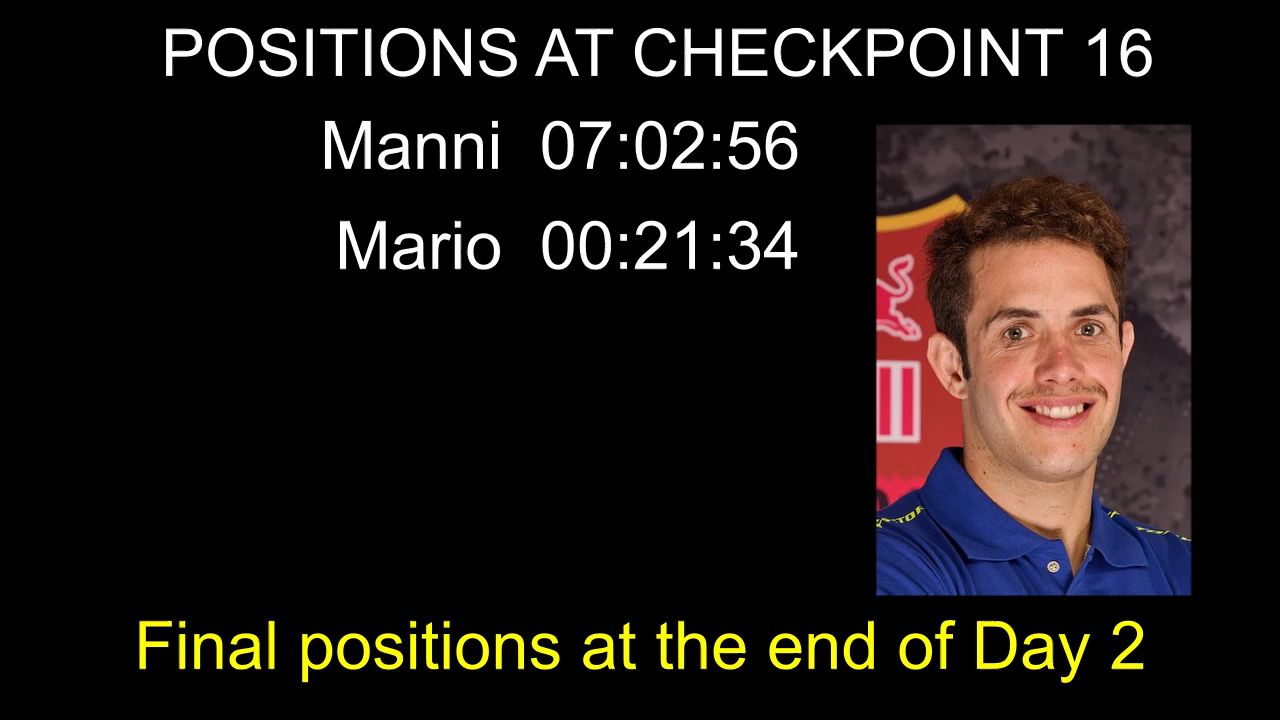 POSITIONS AT CHECKPOINT 16
Manni 07:02:56
Mario 00:21:34
Final positions at the end of Day 2